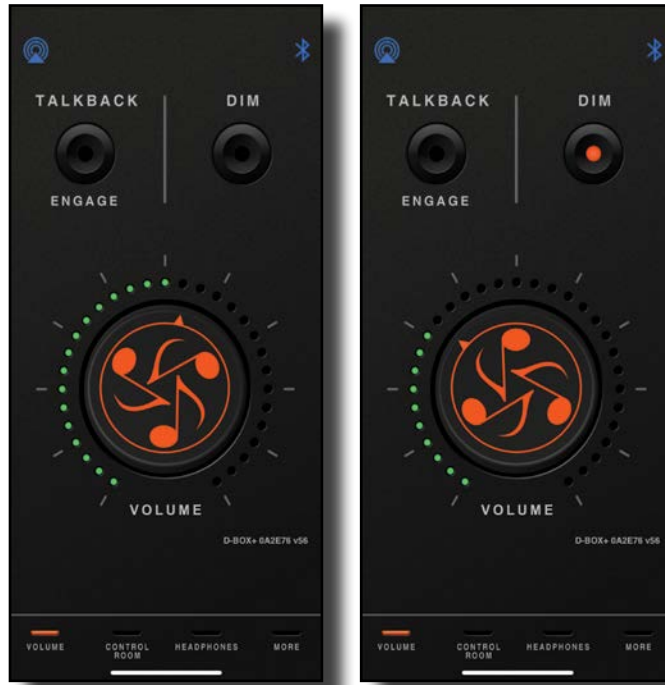 TALKBACK DIM
ENGAGE
VOLUME
D-BOX+ 0A2E76 v56
VOLUME CONTROL ROOM HEADPHONES MORE
TALKBACK DIM
ENGAGE
VOLUME
D-BOX+ 0A2E76 v56
VOLUME CONTROL ROOM HEADPHONES MORE